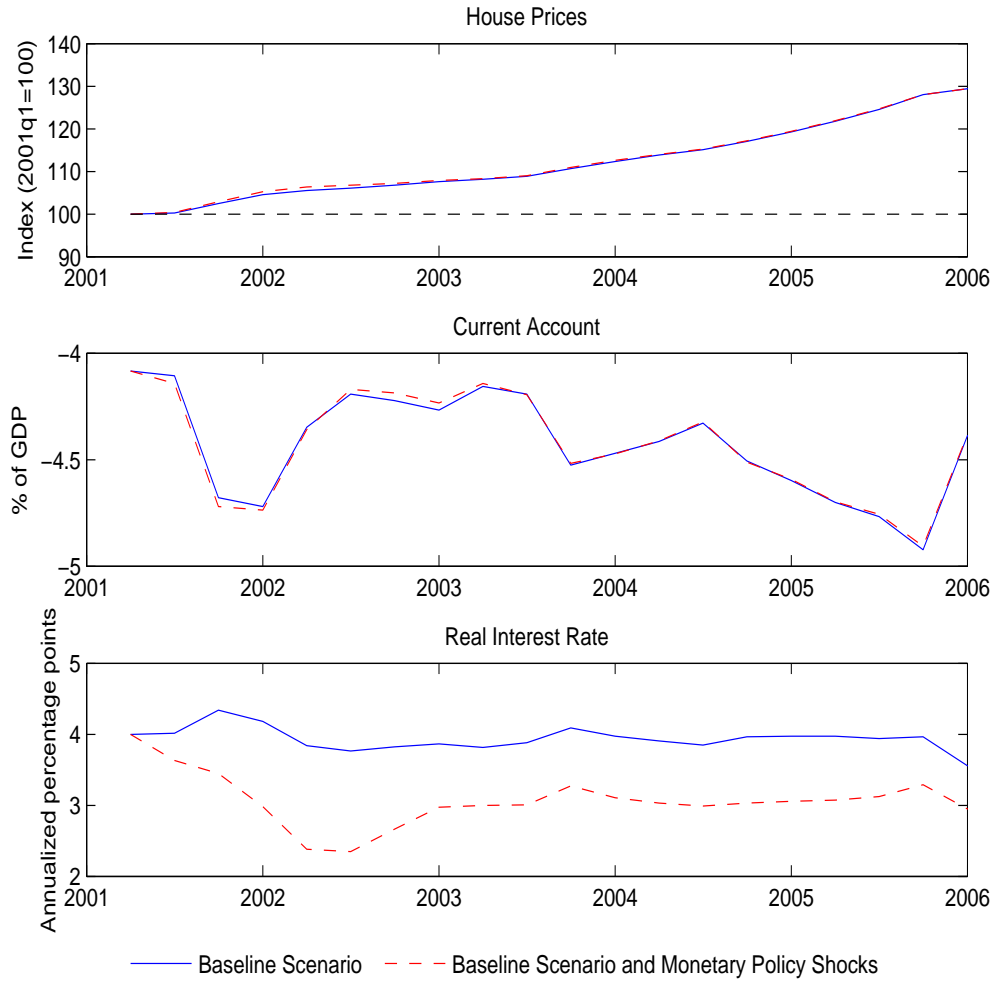 House Prices
Index (2001q1=100)
140
130
120
110
100
90
2001 2002 2003 2004 2005 2006
Current Account
% of GDP
−4
−4.5
−5
2001 2002 2003 2004 2005 2006
Real Interest Rate
Annualized percentage points
5
4
3
2
2001 2002 2003 2004 2005 2006
Baseline Scenario Baseline Scenario and Monetary Policy Shocks